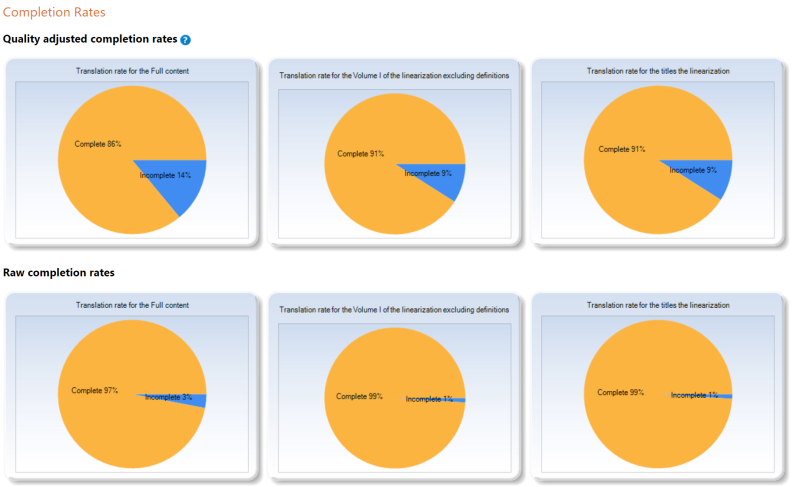 Completion Rates
Quality adjusted completion rates ?
Translation rate for the Full content
Complete 86%
Incomplete 14%
Translation rate for the Volume I of the linearization excluding definitions
Complete 91%
Incomplete 9%
Translation rate for the titles the linearization
Complete 91%
Incomplete 9%
Raw completion rates
Translation rate for the Full content
Complete 97%
Incomplete 3%
Translation rate for the Volume I of the linearization excluding definitions
Complete 99%
Incomplete 1%
Translation rate for the titles the linearization
Complete 99%
Incomplete 1%